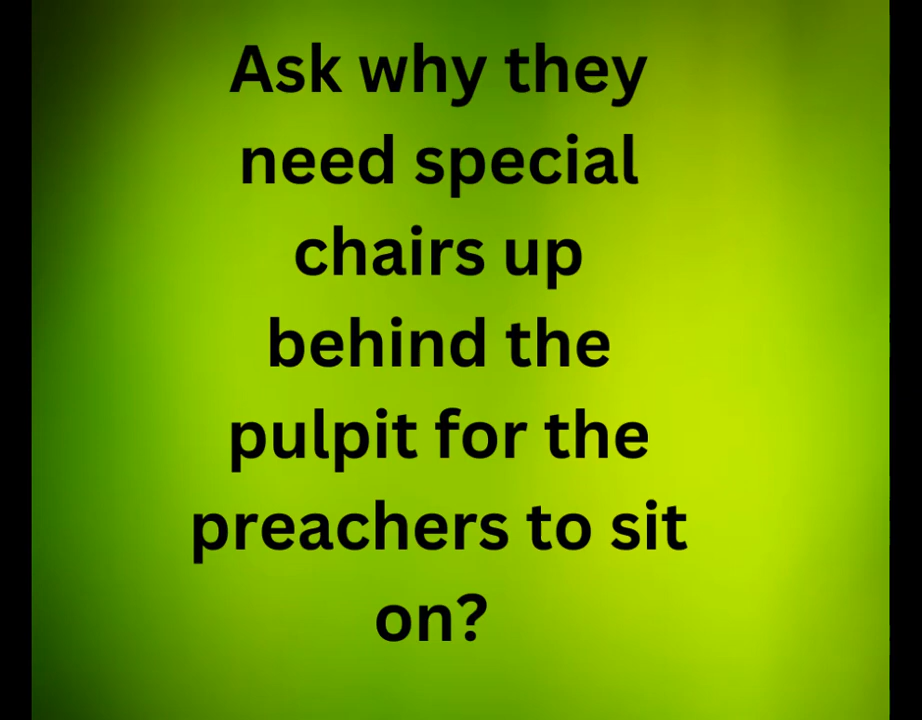 Ask why they
need special
chairs up
behind the
pulpit for the
preachers to sit
on?